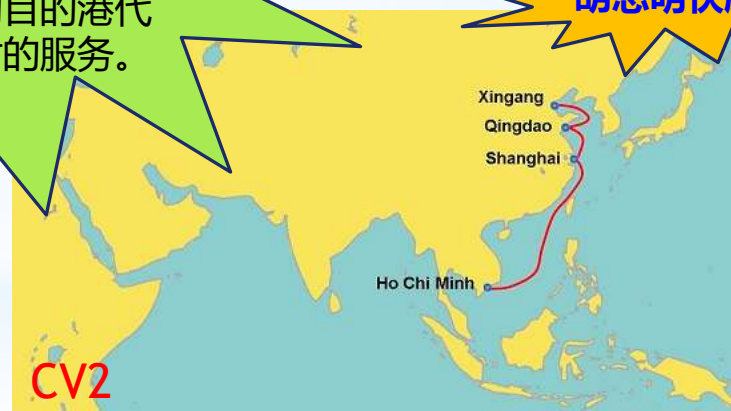 目的港代
的服务。
Xingang
Qingdao
Shanghai
Ho Chi Minh
CV2